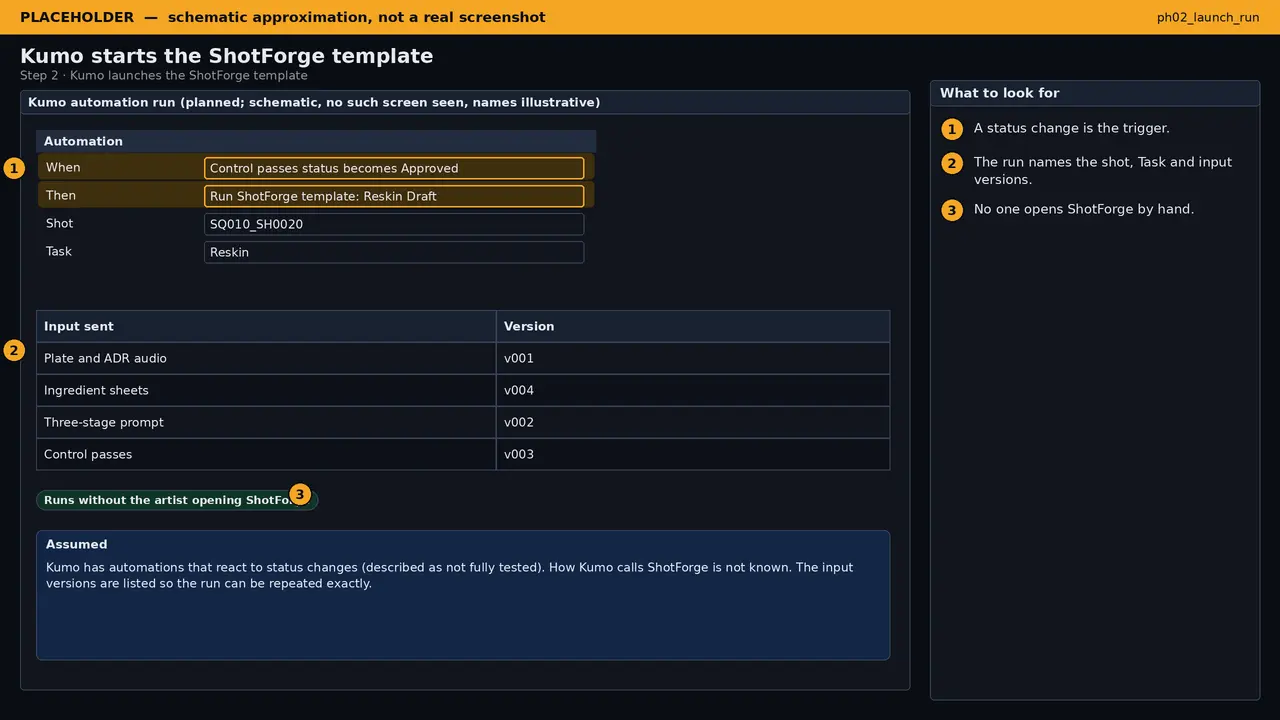 PLACEHOLDER — schematic approximation, not a real screenshot
ph02_launch_run
Kumo starts the ShotForge template
Step 2 · Kumo launches the ShotForge template
Kumo automation run (planned; schematic, no such screen seen, names illustrative)
Automation
1
When
Control passes status becomes Approved
Then
Run ShotForge template: Reskin Draft
Shot
SQ010_SH0020
Task
Reskin
2
Input sent
Version
Plate and ADR audio
v001
Ingredient sheets
v004
Three-stage prompt
v002
Control passes
v003
Runs without the artist opening
3
Assumed
Kumo has automations that react to status changes (described as not fully tested). How Kumo calls ShotForge is not known. The input
versions are listed so the run can be repeated exactly.
What to look for
1
A status change is the trigger.
2
The run names the shot, Task and input
versions.
3
No one opens ShotForge by hand.